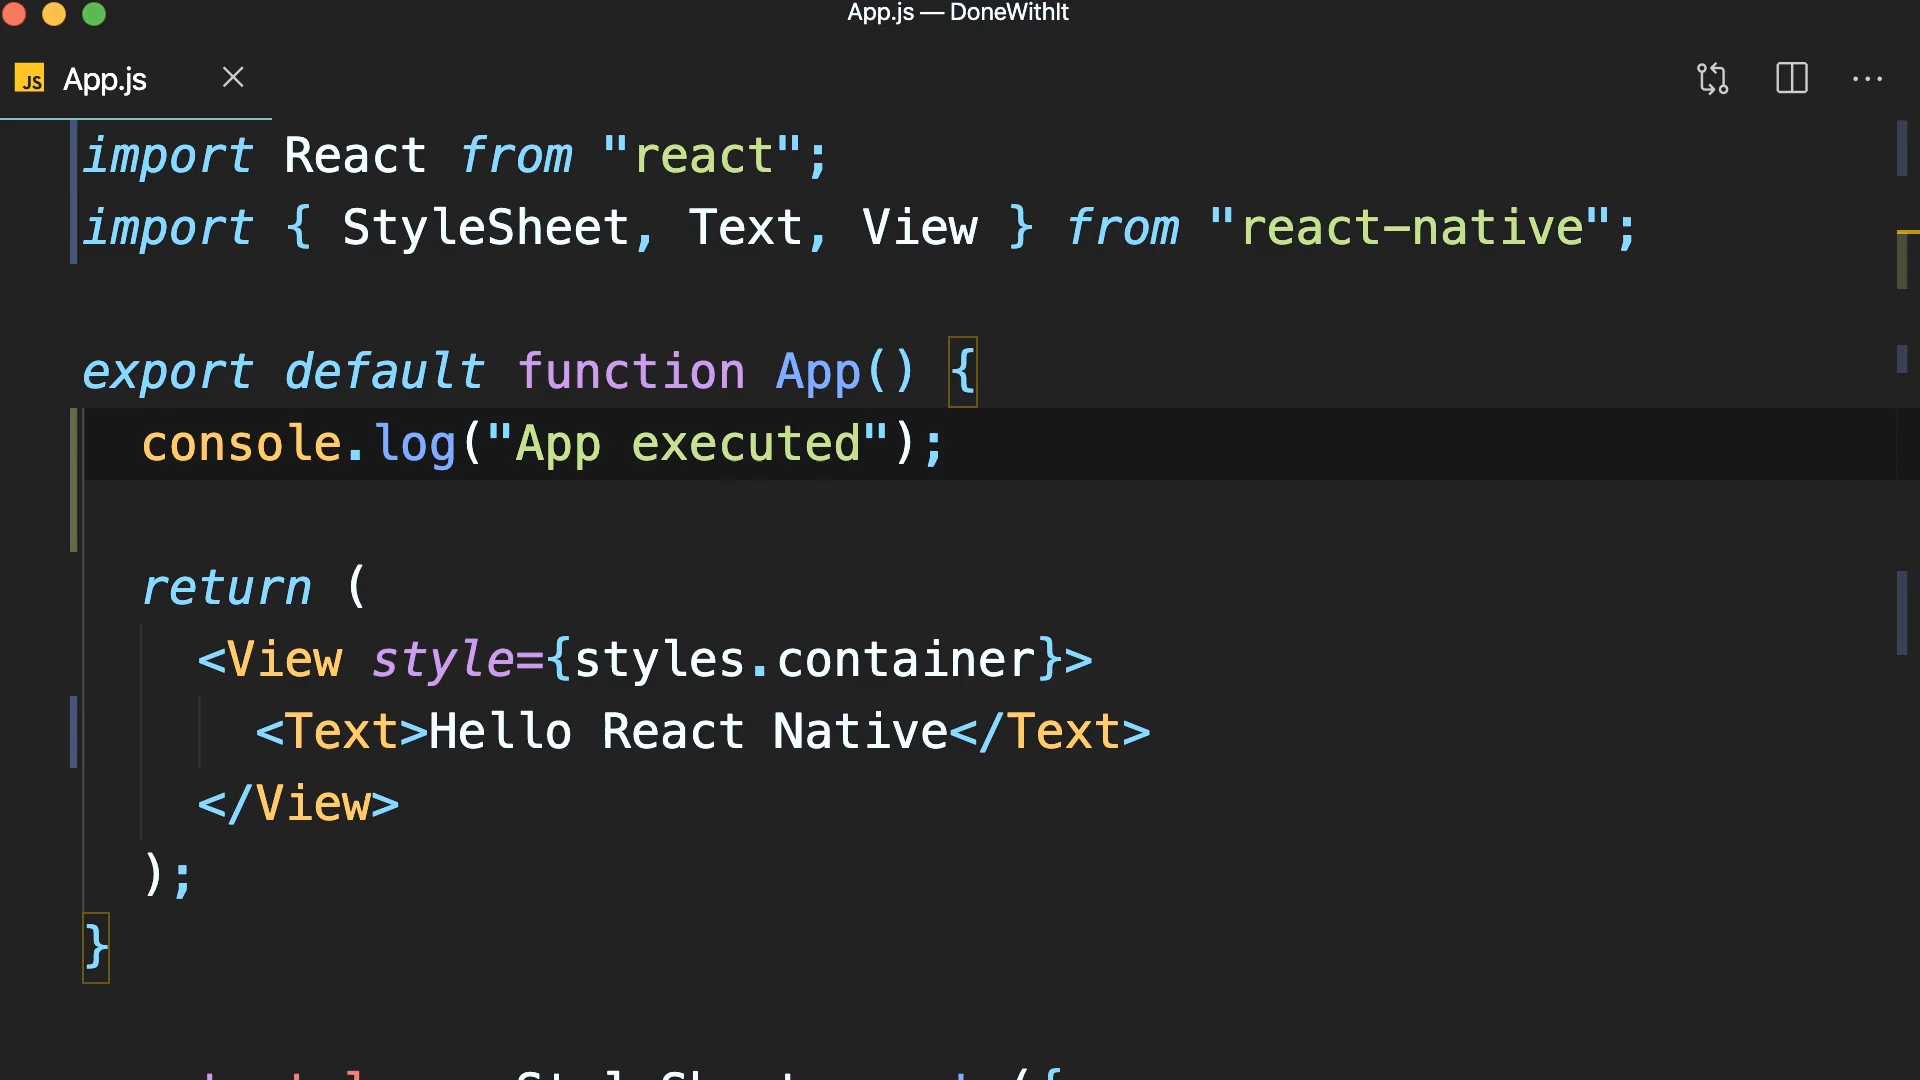 App.js — DoneWithIt
JS App.js
import React from "react";
import { StyleSheet, Text, View } from "react-native";
export default function App() {
console.log("App executed");
return (
<View style={styles.container}>
<Text>Hello React Native</Text>
</View>
);
}